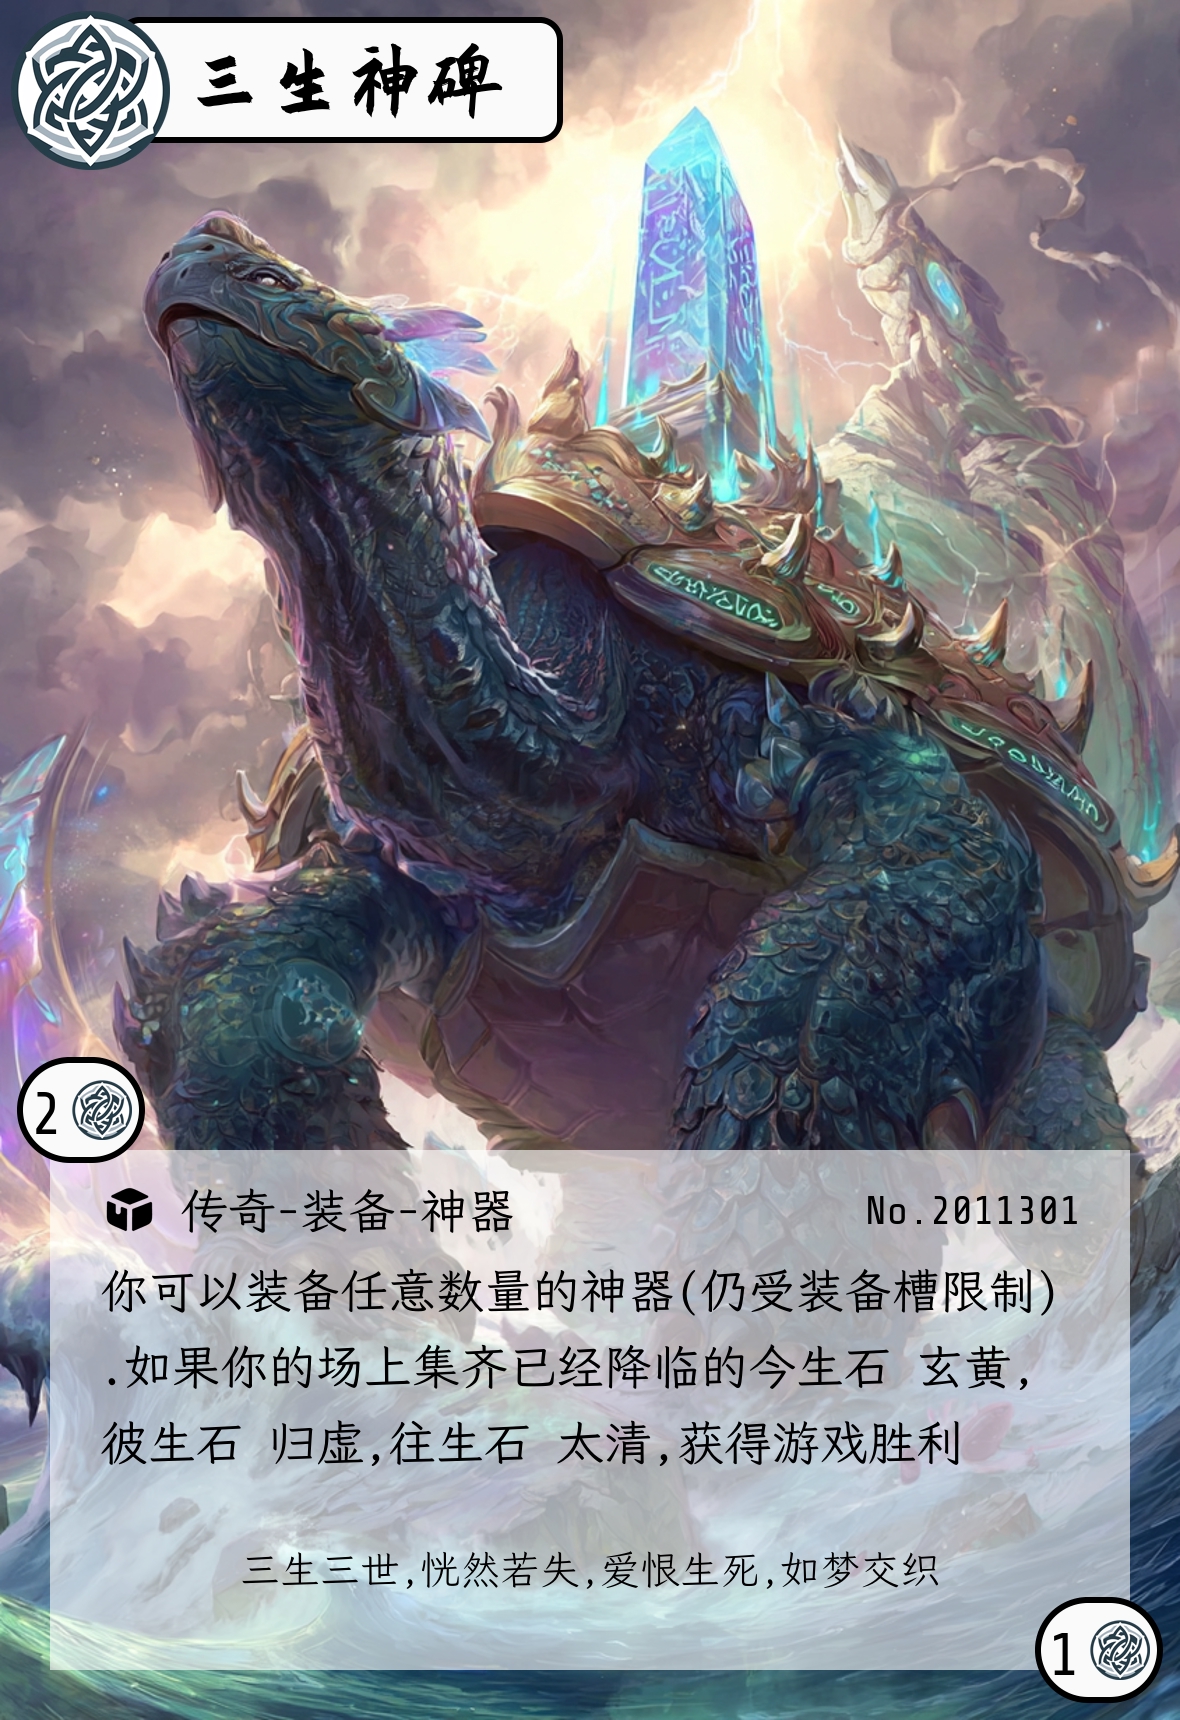 三生神碑
2
传奇-装备-神器
No.2011301
你可以装备任意数量的神器(仍受装备槽限制)
.如果你的场上集齐已经降临的今生石 玄黄,
彼生石 归虚,往生石 太清,获得游戏胜利
三生三世,恍然若失,爱恨生死,如梦交织
1